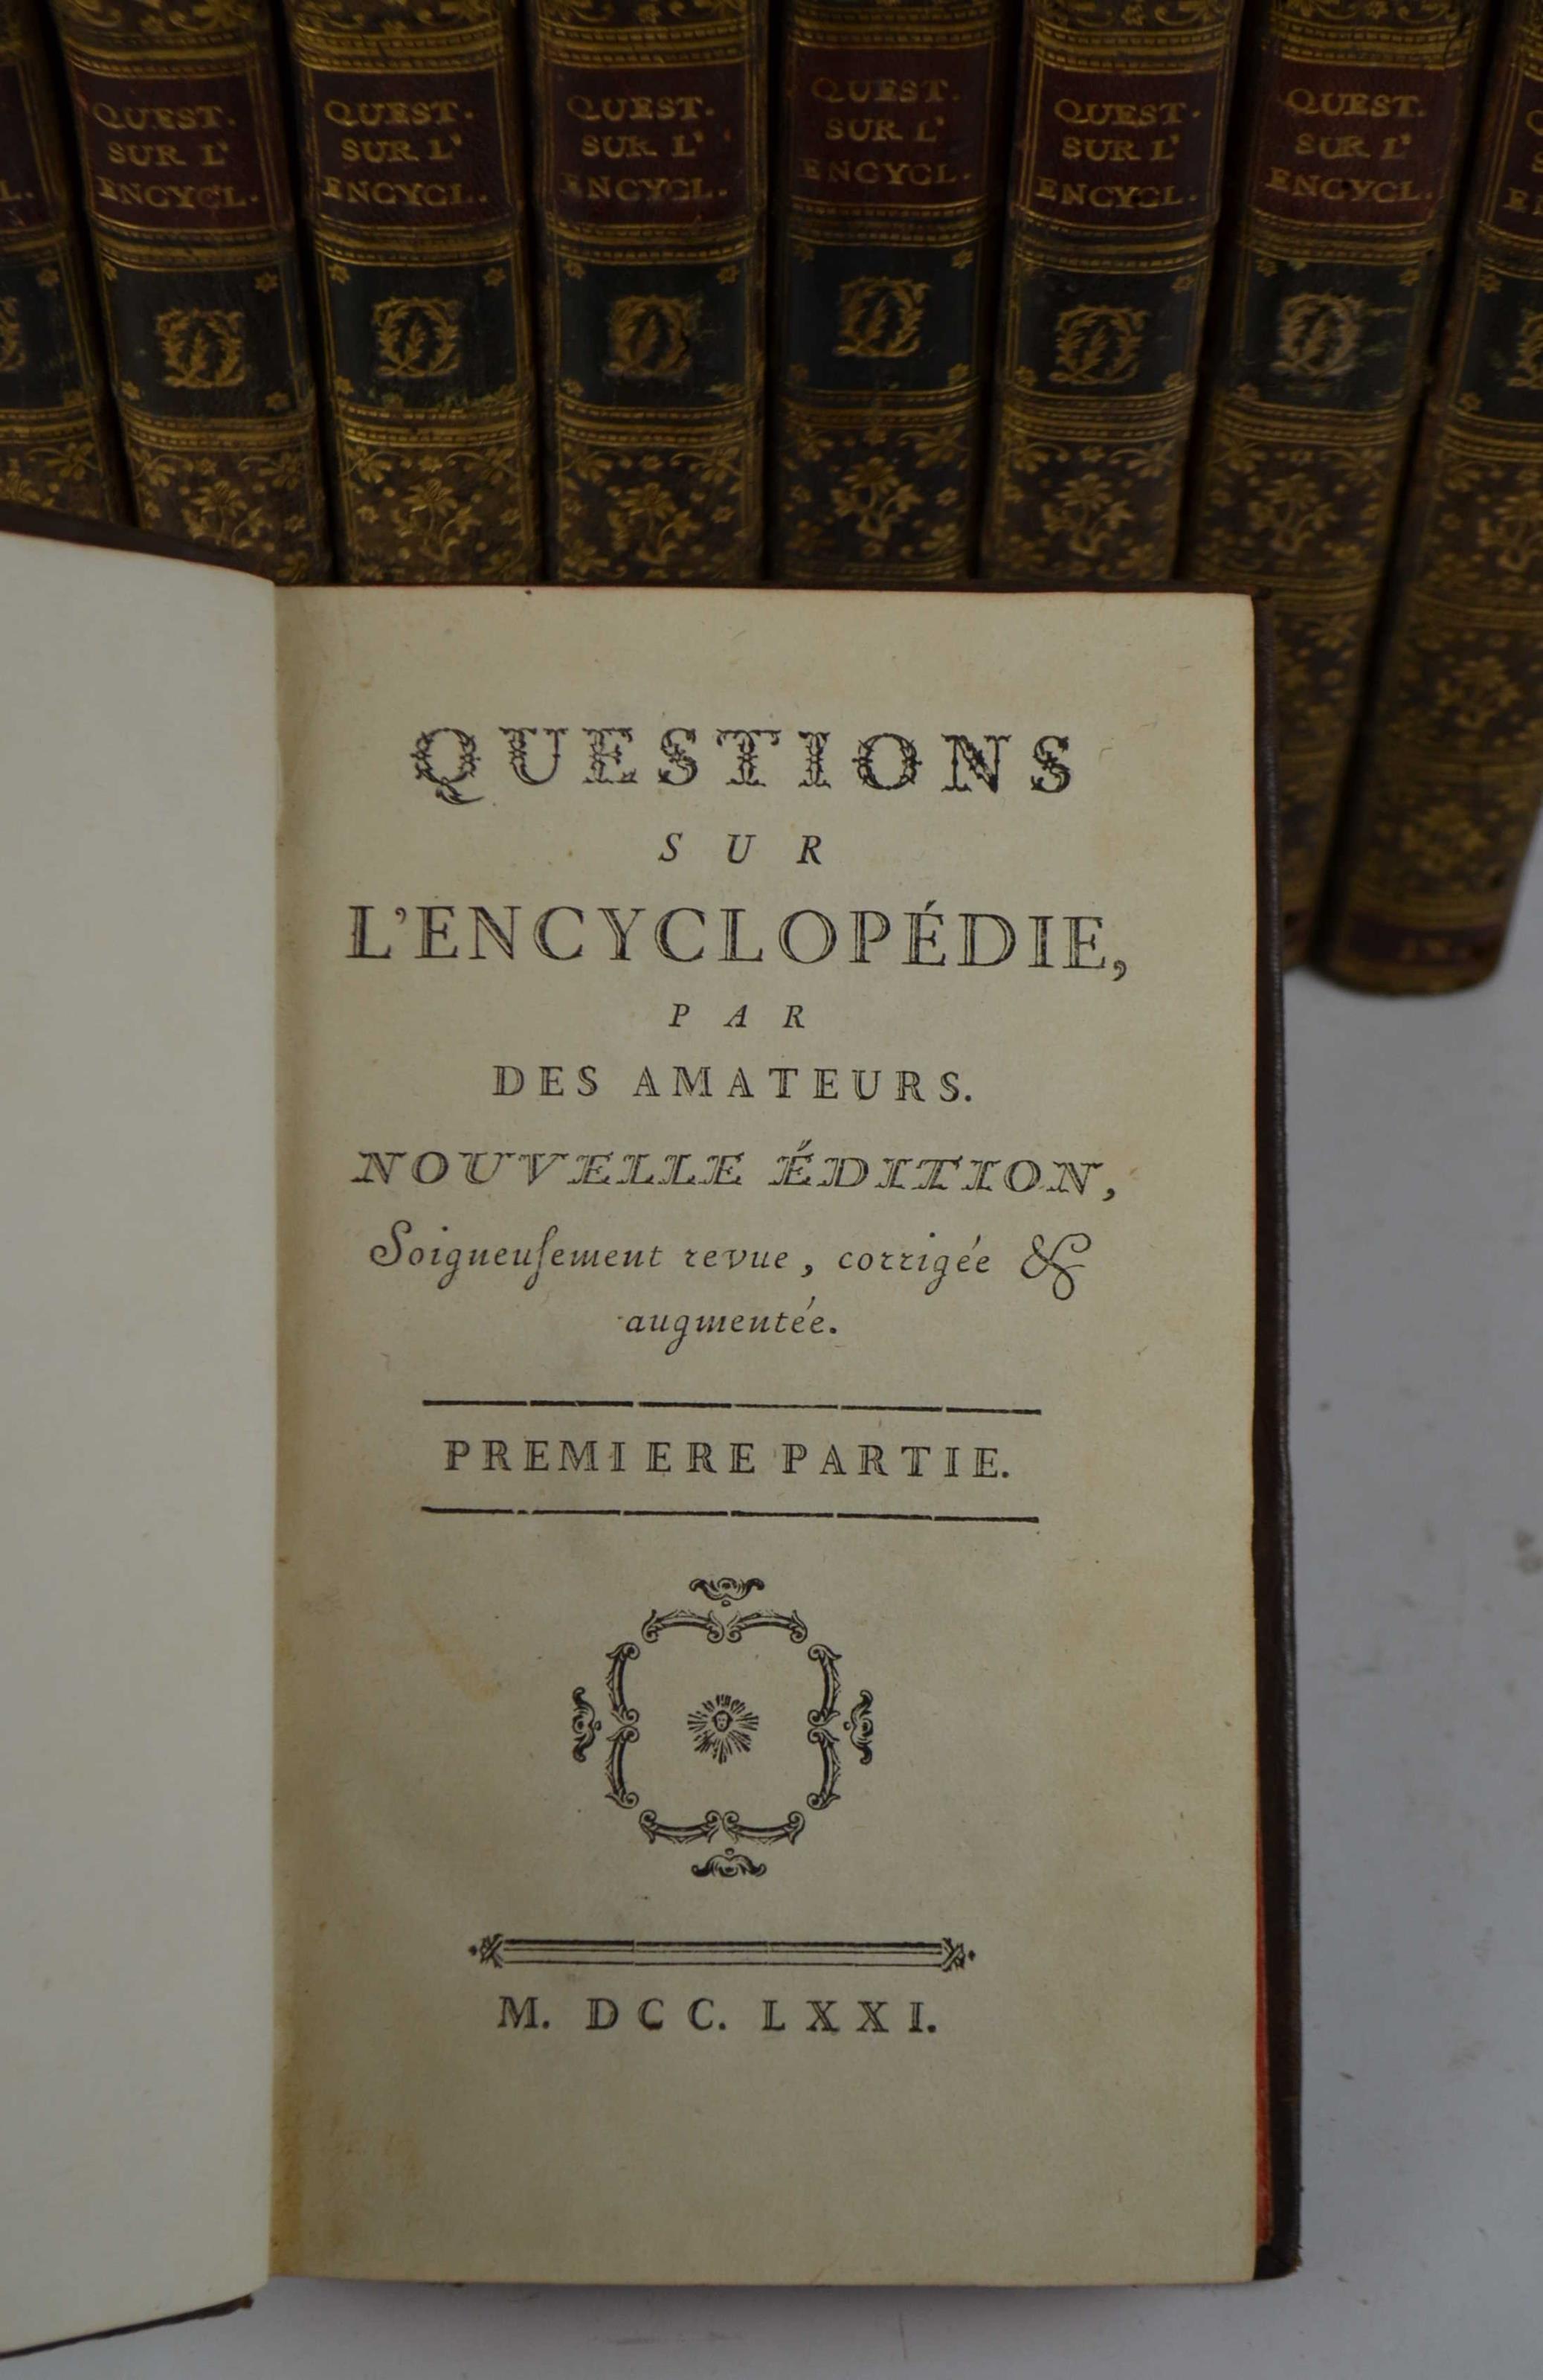 QUEST.
SUR L'
ENCYCL.
QUEST.
SUR L'
ENCYCL.
QUEST.
SUR L'
ENCYCL.
QUEST.
SUR L'
ENCYCL.
QUEST.
SUR L'
ENCYCL.
QUEST.
SUR L'
ENCYCL.
QUESTIONS
SUR
L'ENCYCLOPÉDIE,
PAR
DES AMATEURS.
NOUVELLE ÉDITION,
Soigneuſement revue, corrigée &
augmentée.
PREMIERE PARTIE.
M. DCC. LXXI.